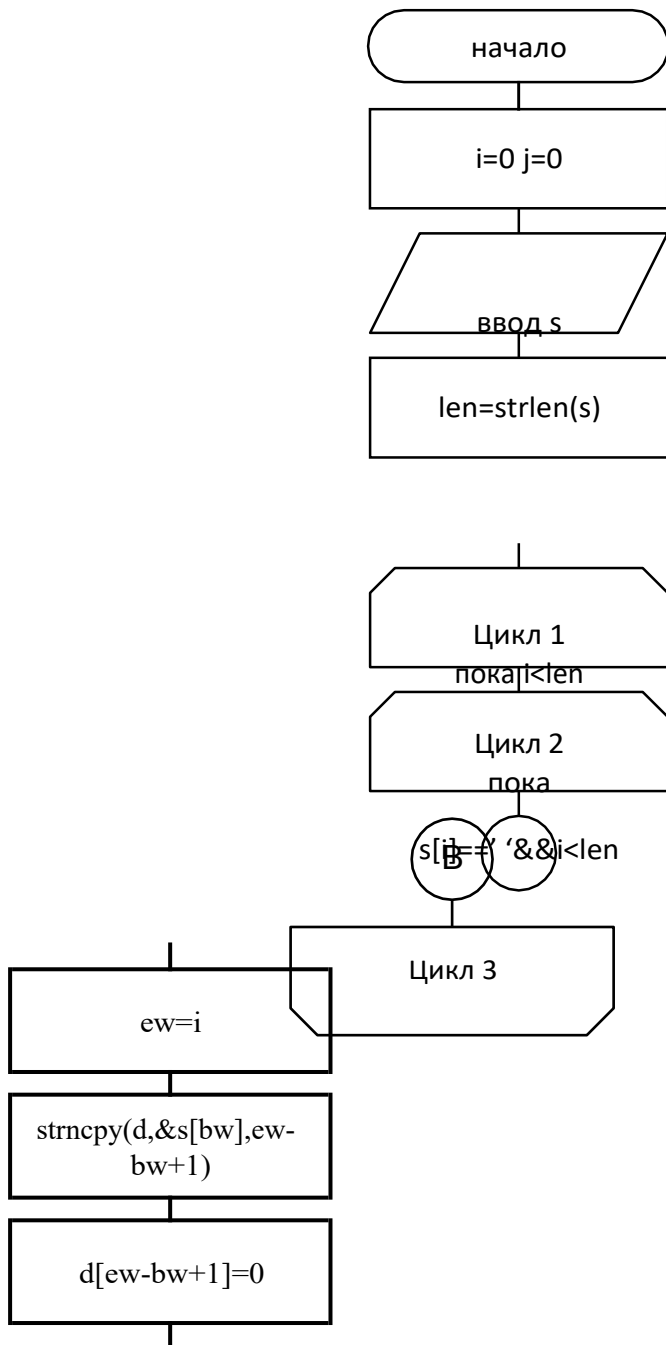 начало
i=0 j=0
ввод s
len=strlen(s)
Цикл 1
пока i<len
Цикл 2
пока
s[i]==’ ‘&&i<len
B
Цикл 3
ew=i
strncpy(d,&s[bw],ew-
bw+1)
d[ew-bw+1]=0